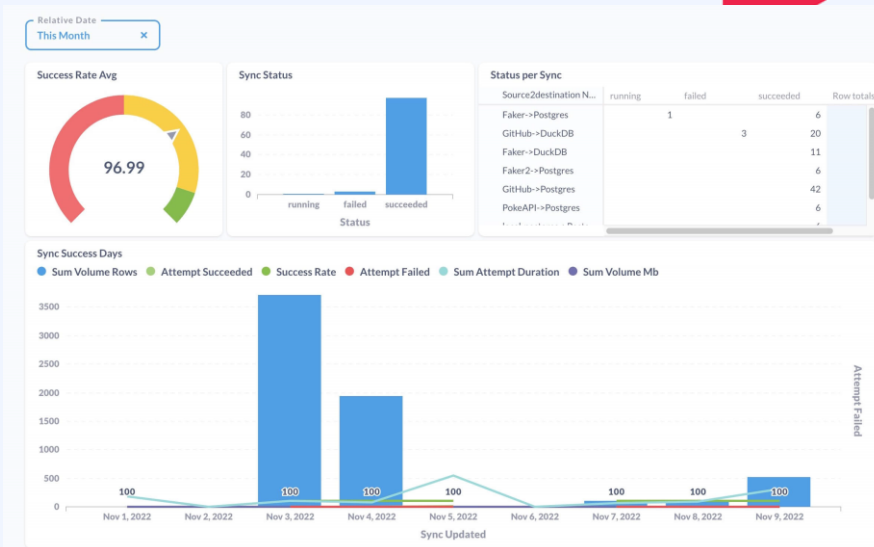 Relative Date
This Month ×
Success Rate Avg
96.99
Sync Status
80
60
40
20
0
running failed succeeded
Status
Status per Sync
Source2destination N... running failed succeeded Row totals
Faker->Postgres 1 6
GitHub->DuckDB 3 20
Faker->DuckDB 11
Faker2->Postgres 6
GitHub->Postgres 42
PokeAPI->Postgres 6
Sync Success Days
Sum Volume Rows Attempt Succeeded Success Rate Attempt Failed Sum Attempt Duration Sum Volume Mb
3500
3000
2500
2000
1500
1000
500
0
100 100 100 100 100 100 100
Nov 1, 2022 Nov 2, 2022 Nov 3, 2022 Nov 4, 2022 Nov 5, 2022 Nov 6, 2022 Nov 7, 2022 Nov 8, 2022 Nov 9, 2022
Sync Updated
Attempt Failed